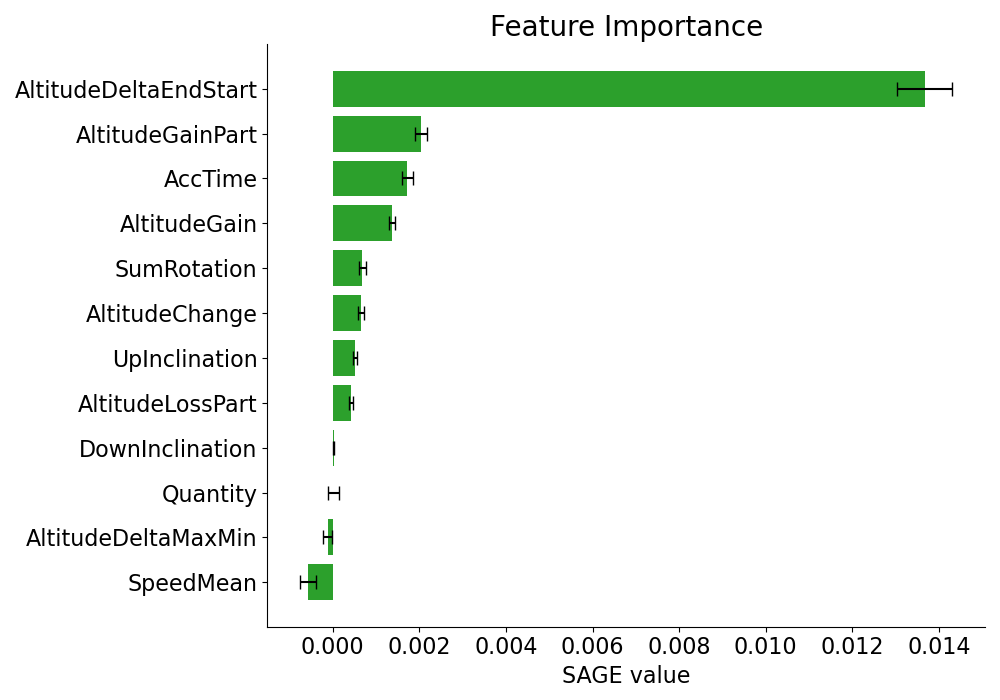 Feature Importance
AltitudeDeltaEndStart
AltitudeGainPart
AccTime
AltitudeGain
SumRotation
AltitudeChange
UpInclination
AltitudeLossPart
DownInclination
Quantity
AltitudeDeltaMaxMin
SpeedMean
0.000 0.002 0.004 0.006 0.008 0.010 0.012 0.014
SAGE value